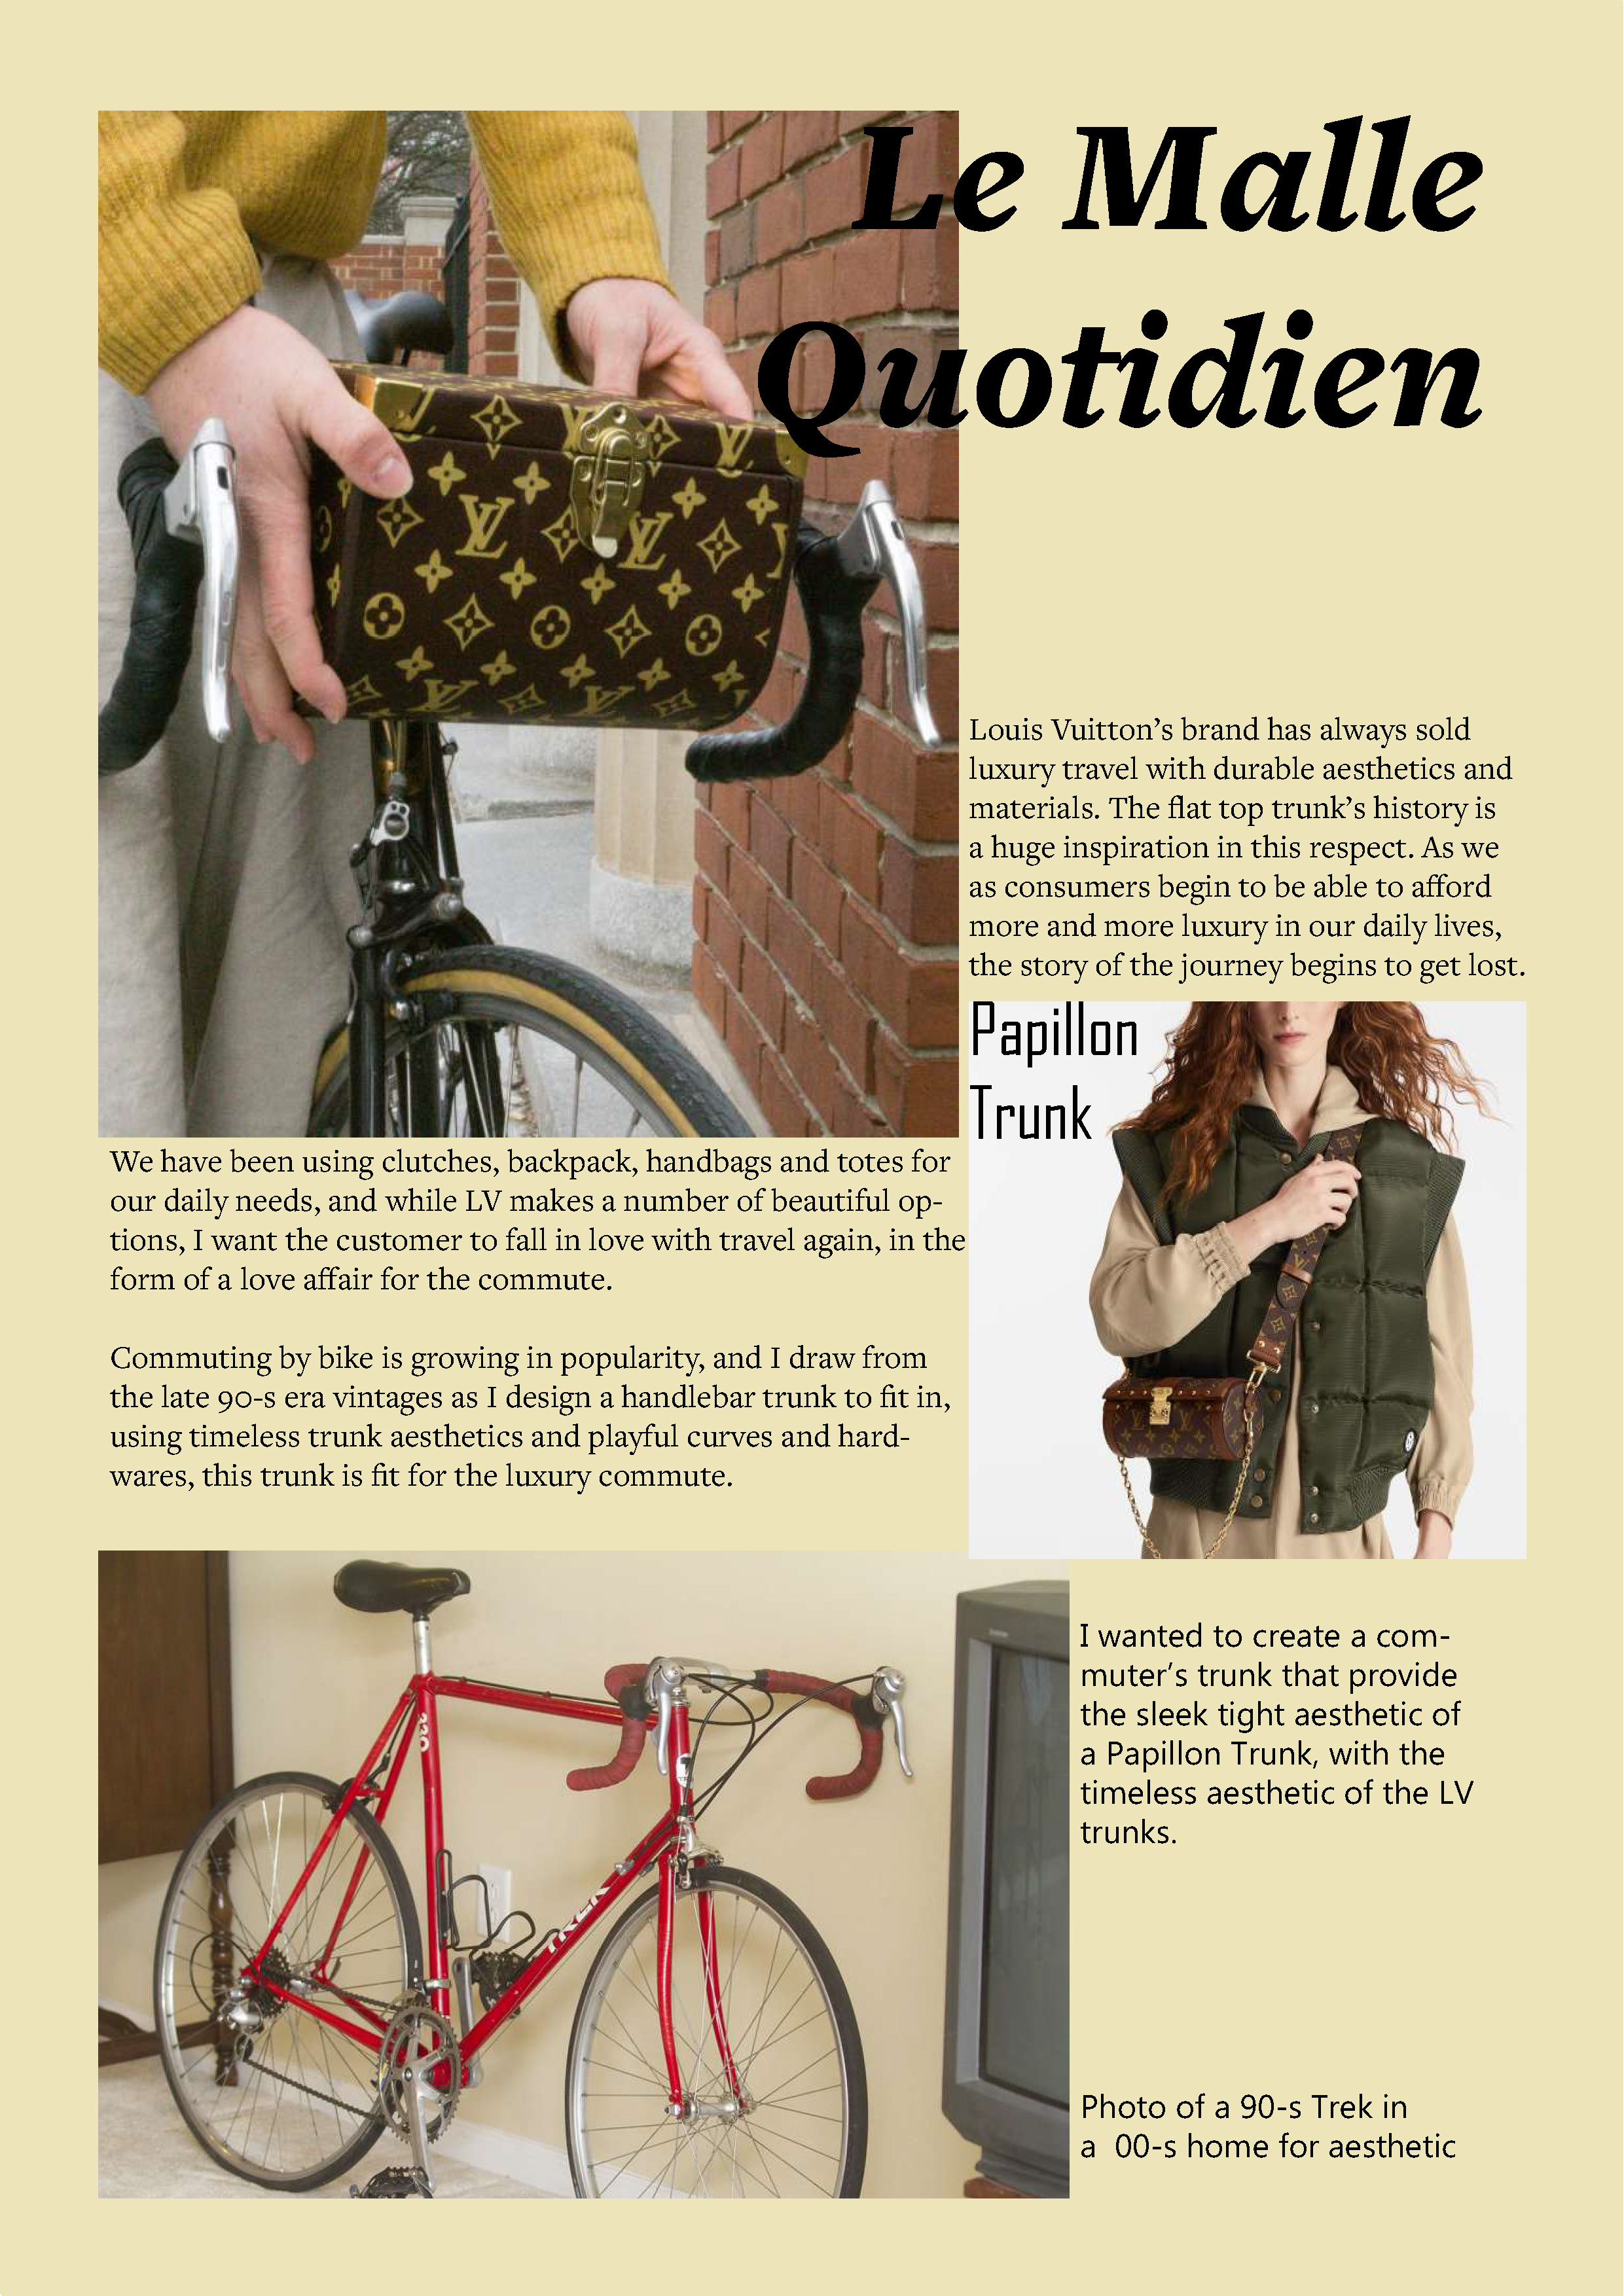 Le Malle
Quotidien
Louis Vuitton’s brand has always sold
luxury travel with durable aesthetics and
materials. The flat top trunk’s history is
a huge inspiration in this respect. As we
as consumers begin to be able to afford
more and more luxury in our daily lives,
the story of the journey begins to get lost.
Papillon
Trunk
We have been using clutches, backpack, handbags and totes for
our daily needs, and while LV makes a number of beautiful op-
tions, I want the customer to fall in love with travel again, in the
form of a love affair for the commute.
Commuting by bike is growing in popularity, and I draw from
the late 90-s era vintages as I design a handlebar trunk to fit in,
using timeless trunk aesthetics and playful curves and hard-
wares, this trunk is fit for the luxury commute.
I wanted to create a com-
muter’s trunk that provide
the sleek tight aesthetic of
a Papillon Trunk, with the
timeless aesthetic of the LV
trunks.
TREK
Photo of a 90-s Trek in
a 00-s home for aesthetic